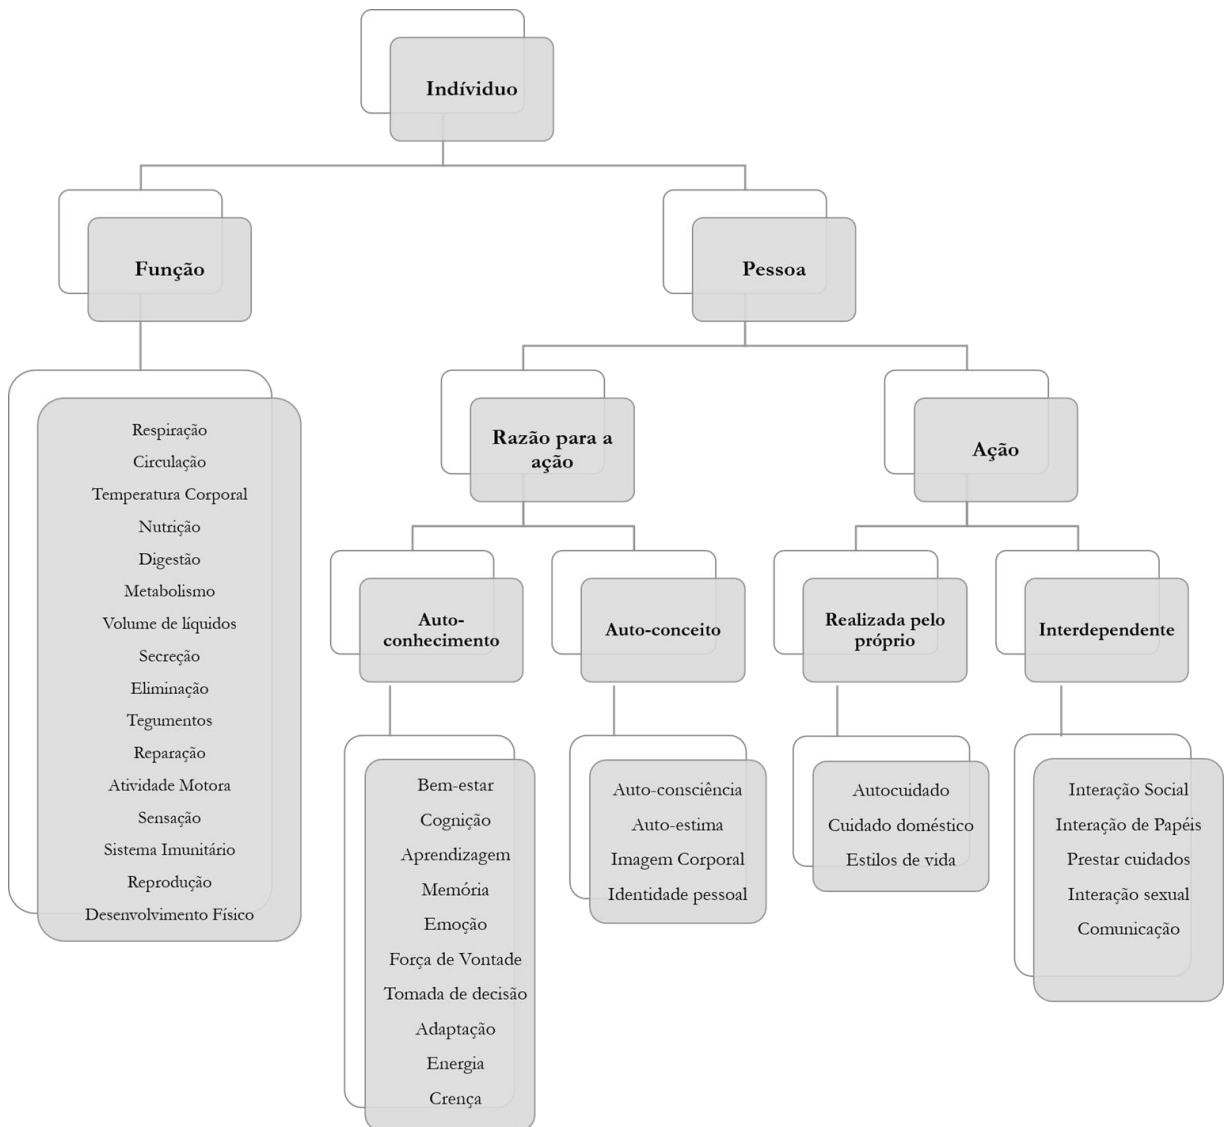 Indíviduo
Função
Pessoa
Razão para a
ação
Ação
Auto-
conhecimento
Auto-conceito
Realizada pelo
próprio
Interdependente
Respiração
Circulação
Temperatura Corporal
Nutrição
Digestão
Metabolismo
Volume de líquidos
Secreção
Eliminação
Tegumentos
Reparação
Atividade Motora
Sensação
Sistema Imunitário
Reprodução
Desenvolvimento Físico
Bem-estar
Cognição
Aprendizagem
Memória
Emoção
Força de Vontade
Tomada de decisão
Adaptação
Energia
Crença
Auto-consciência
Auto-estima
Imagem Corporal
Identidade pessoal
Autocuidado
Cuidado doméstico
Estilos de vida
Interação Social
Interação de Papéis
Prestar cuidados
Interação sexual
Comunicação